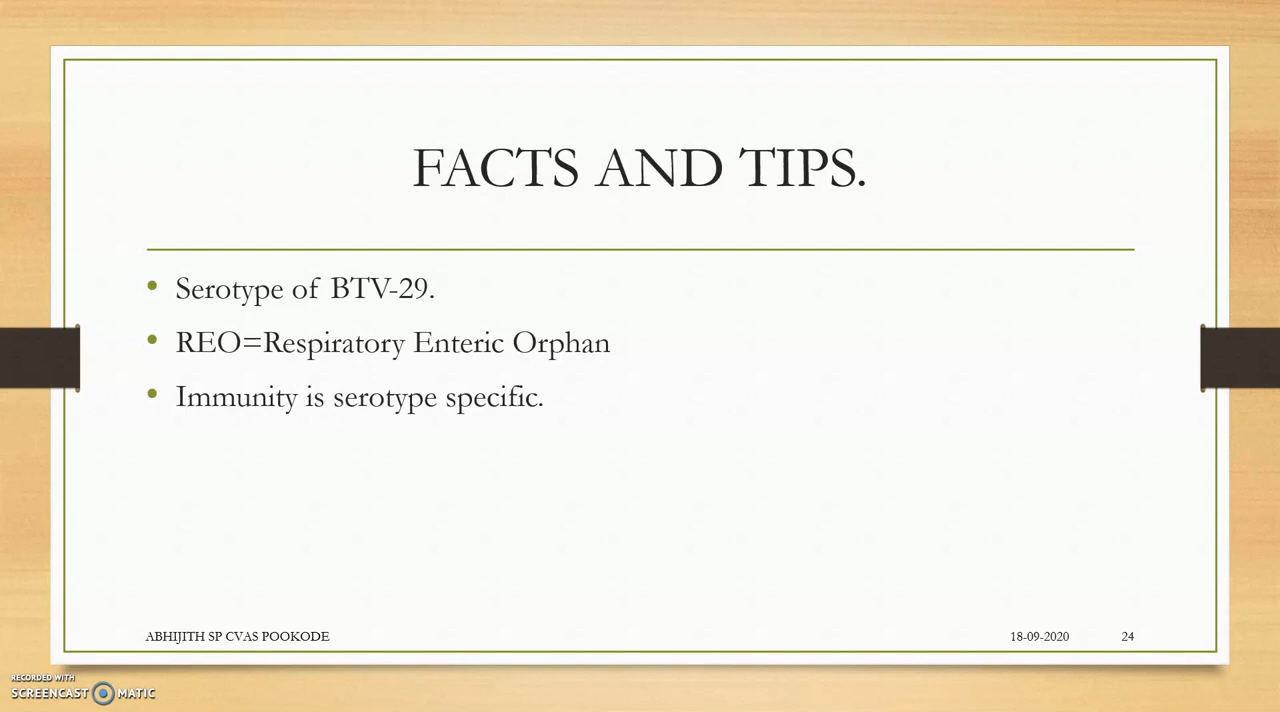 FACTS AND TIPS.
• Serotype of BTV-29.
• REO=Respiratory Enteric Orphan
• Immunity is serotype specific.
ABHIJITH SP CVAS POOKODE 18-09-2020 24
RECORDED WITH
SCREENCAST MATIC